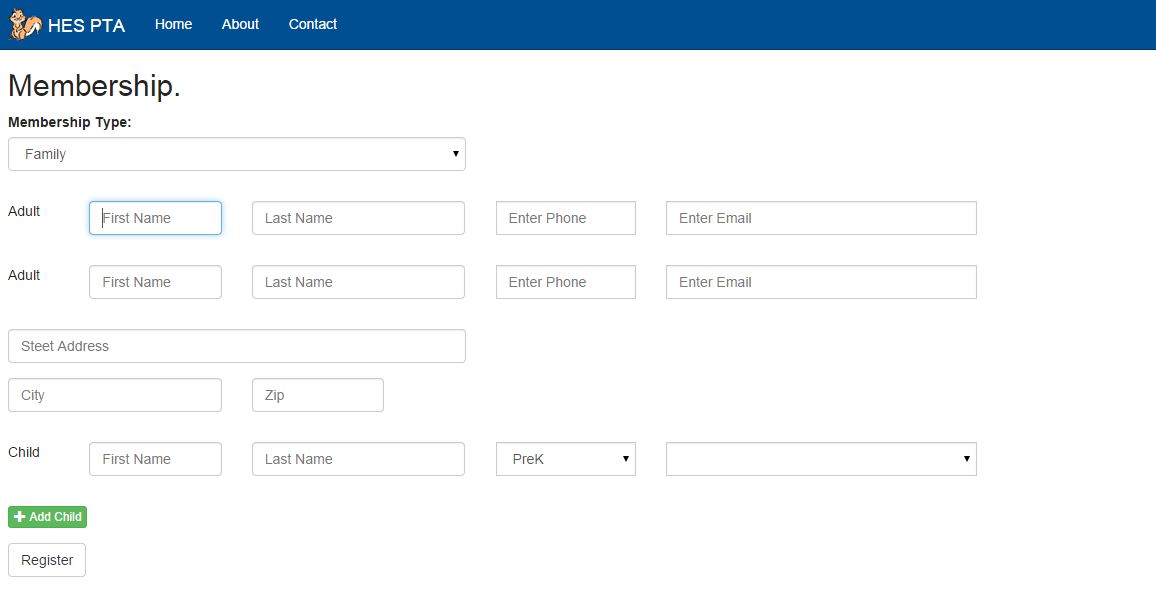 HES PTA Home About Contact
Membership.
Membership Type:
Family
Adult First Name Last Name Enter Phone Enter Email
Adult First Name Last Name Enter Phone Enter Email
Steet Address
City Zip
Child First Name Last Name PreK
Add Child
Register